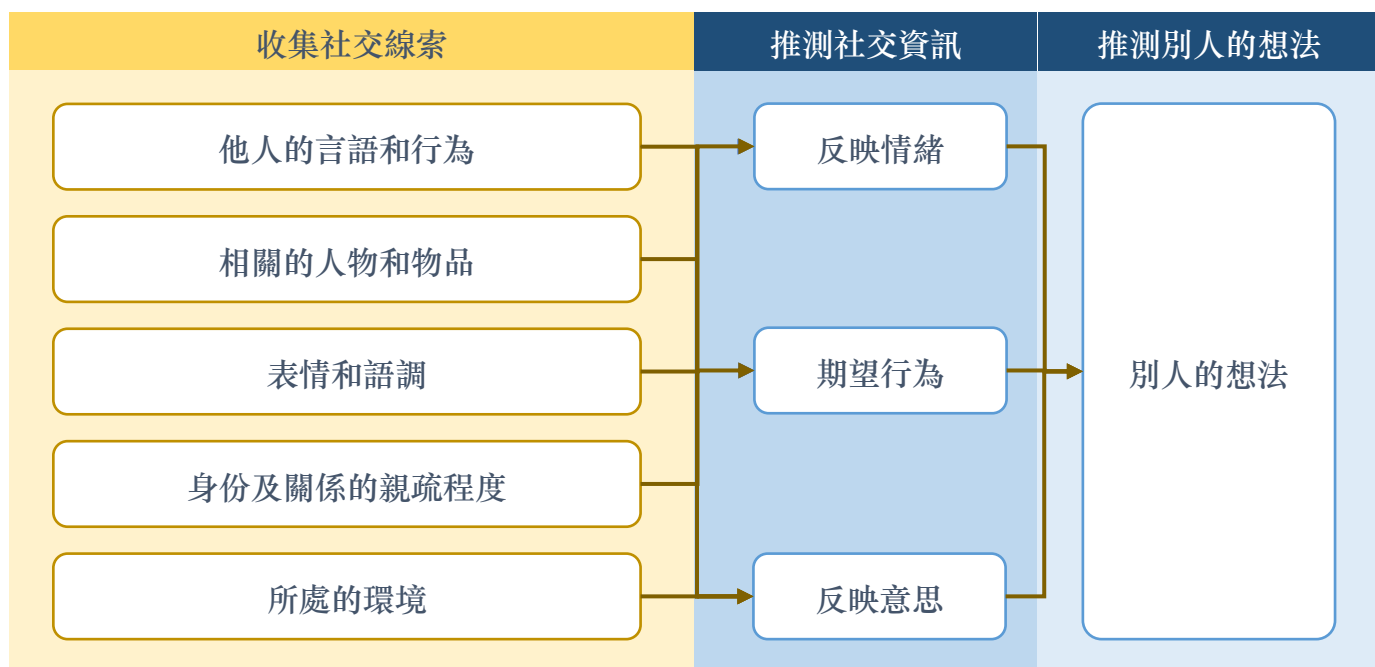 收集社交線索
推測社交資訊
推測別人的想法
他人的言語和行為
相關的人物和物品
表情和語調
身份及關係的親疏程度
所處的環境
反映情緒
期望行為
反映意思
別人的想法